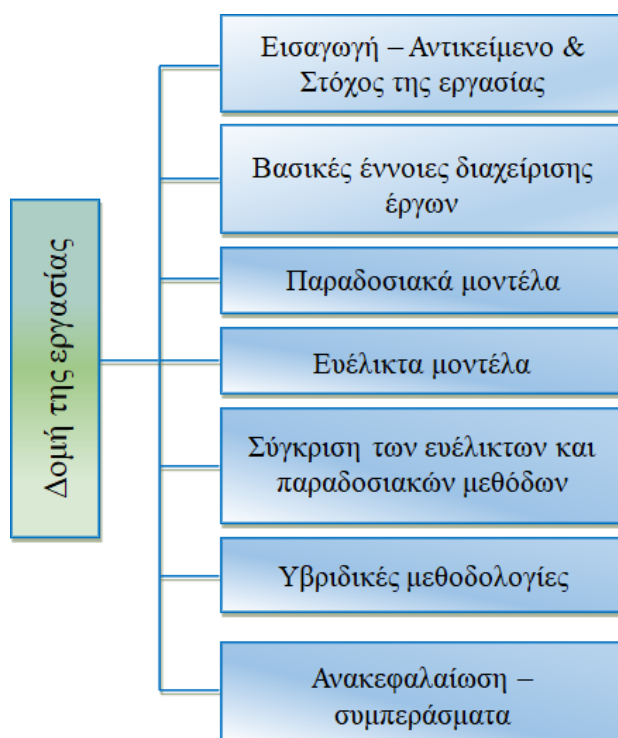 Δομή της εργασίας
Εισαγωγή – Αντικείμενο &
Στόχος της εργασίας
Βασικές έννοιες διαχείρισης
έργων
Παραδοσιακά μοντέλα
Ευέλικτα μοντέλα
Σύγκριση των ευέλικτων και
παραδοσιακών μεθόδων
Υβριδικές μεθοδολογίες
Ανακεφαλαίωση –
συμπεράσματα